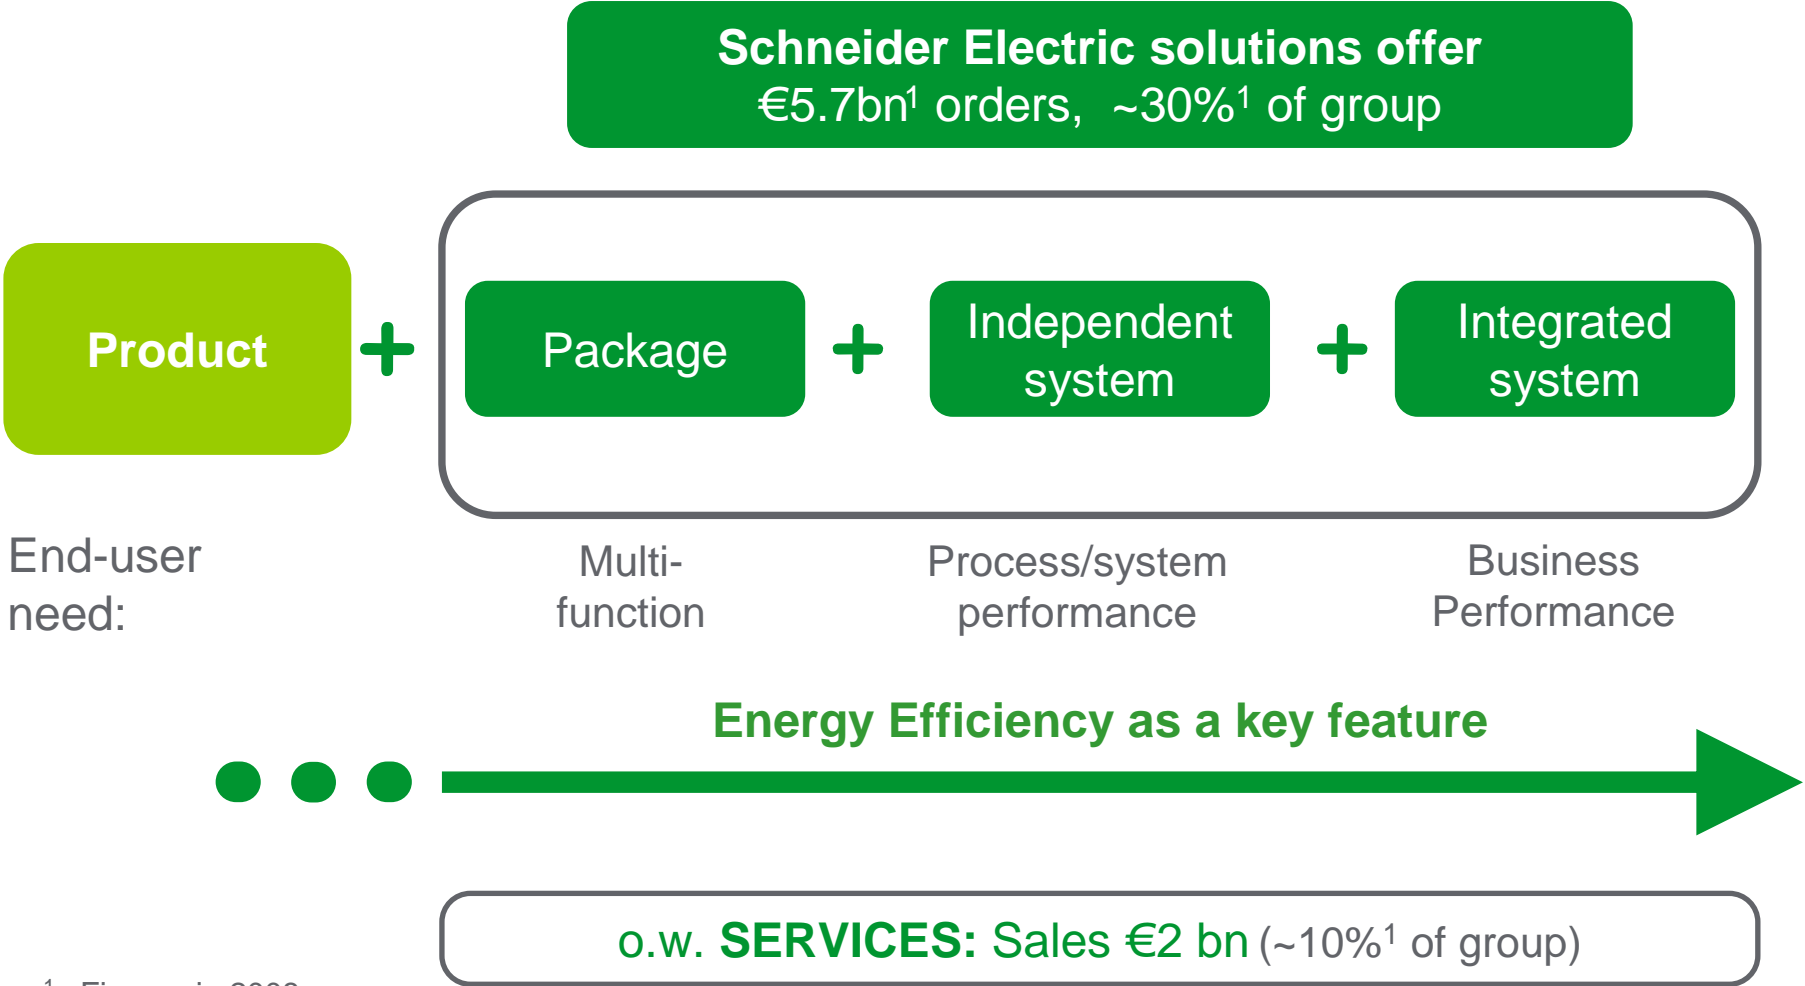 Schneider Electric solutions offer
€5.7bn¹ orders, ~30%¹ of group
Product
+
Package
+
Independent
system
+
Integrated
system
End-user
need:
Multi-
function
Process/system
performance
Business
Performance
Energy Efficiency as a key feature
o.w. SERVICES: Sales €2 bn (~10%¹ of group)
1